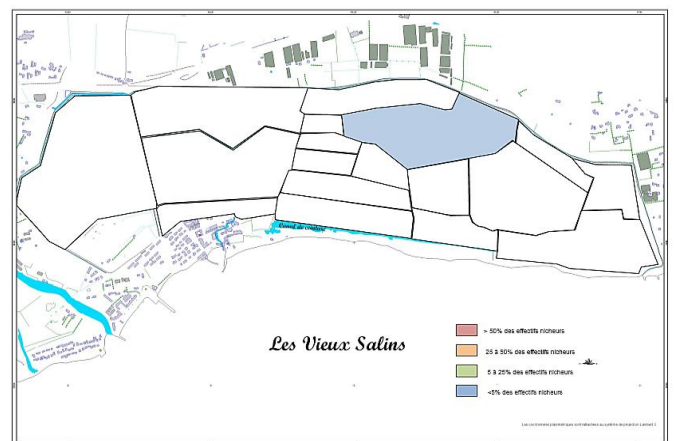 Canal de ceinture
Les Vieux Salins
> 50% des effectifs nicheurs
25 à 50% des effectifs nicheurs
5 à 25% des effectifs nicheurs
<5% des effectifs nicheurs